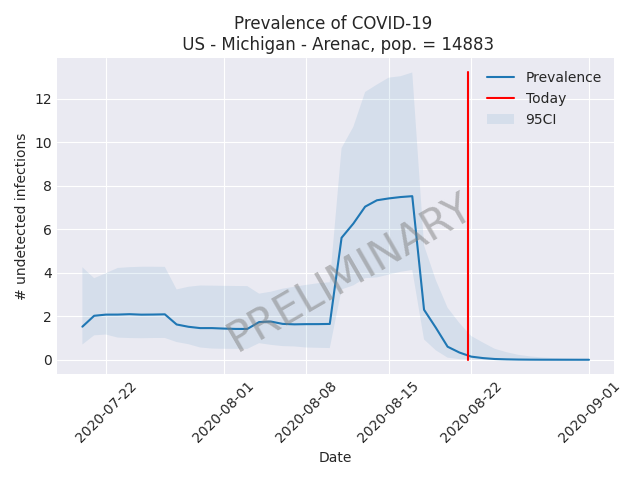 Prevalence of COVID-19
US - Michigan - Arenac, pop. = 14883
# undetected infections
12
10
8
6
4
2
0
Prevalence
Today
95CI
PRELIMINARY
2020-07-22
2020-08-01
2020-08-08
2020-08-15
2020-08-22
2020-09-01
Date